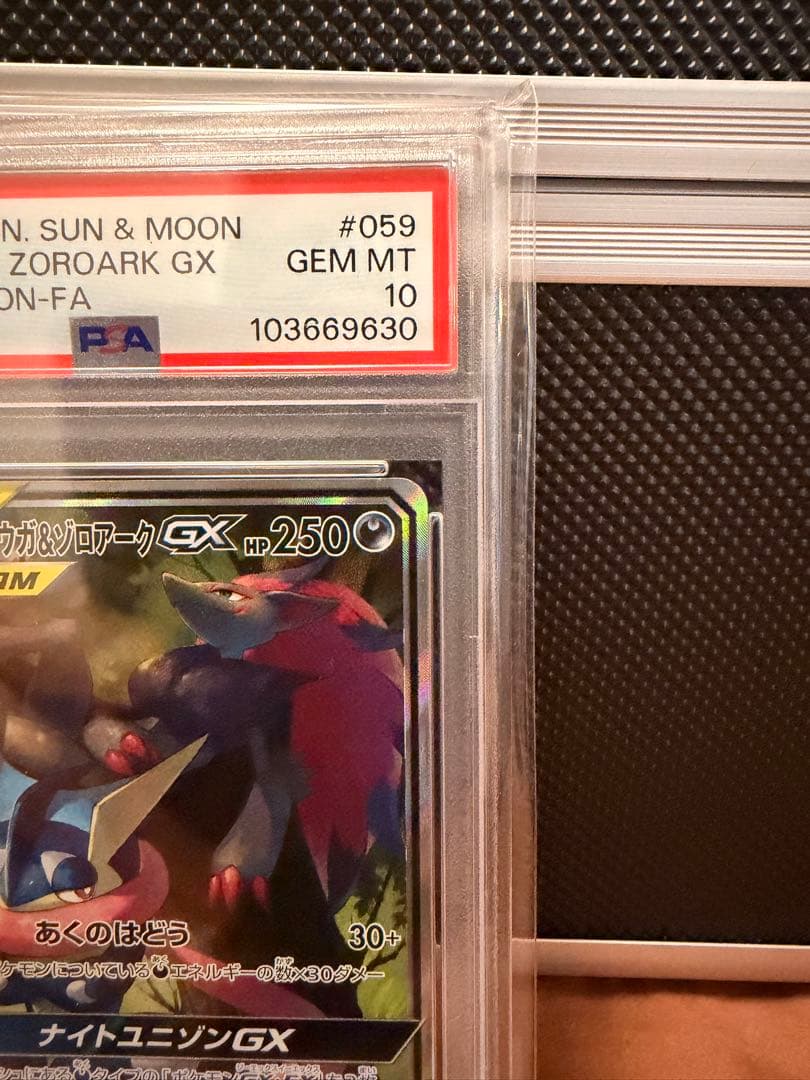 N. SUN & MOON #059
ZOROARK GX GEM MT
ON-FA 10
PSA 103669630
ウガ&ゾロアークGX HP250
AM
あくのはどう 30+
ケモンについているエネルギーの数×30ダメー
ナイトユニゾンGX